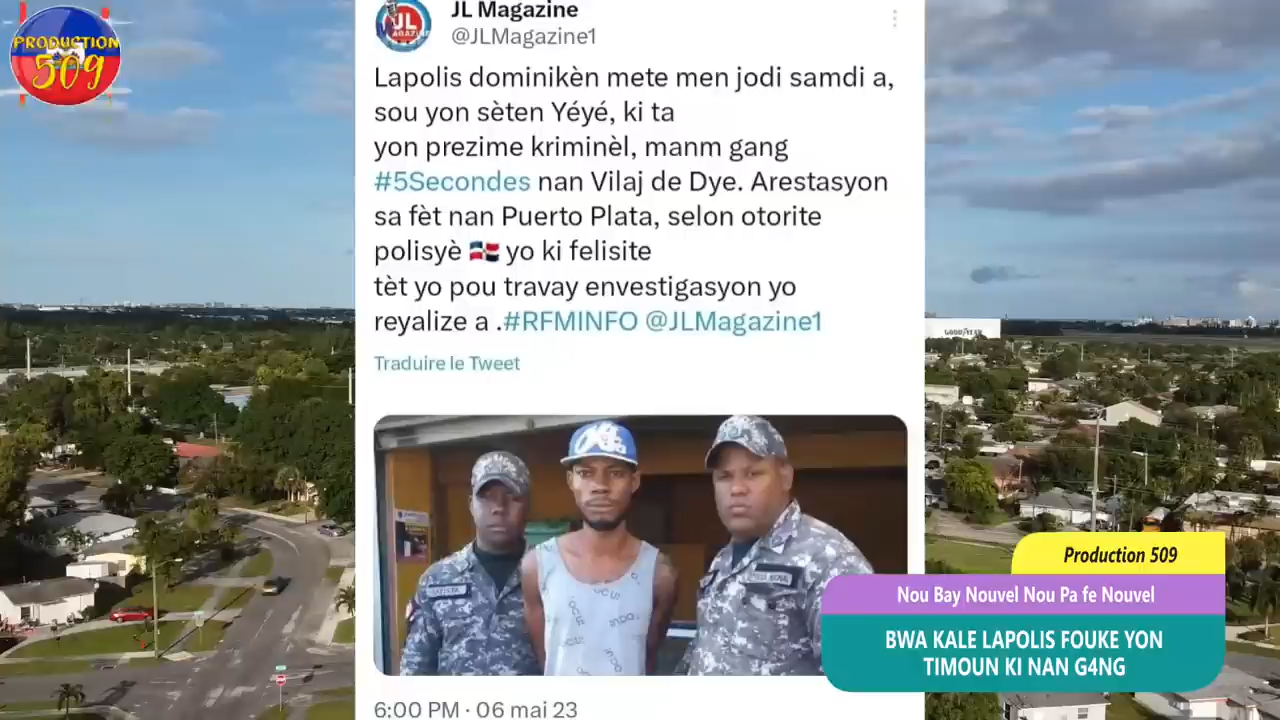 PRODUCTION
509
JL Magazine
@JLMagazine1
Lapolis dominikèn mete men jodi samdi a,
sou yon sèten Yéyé, ki ta
yon prezime kriminèl, manm gang
#5Secondes nan Vilaj de Dye. Arestasyon
sa fèt nan Puerto Plata, selon otorite
polisyè 🇩🇴 yo ki felisite
tèt yo pou travay envestigasyon yo
reyalize a .#RFMINFO @JLMagazine1
Traduire le Tweet
6:00 PM · 06 mai 23
GOODYEAR
Production 509
Nou Bay Nouvel Nou Pa fe Nouvel
BWA KALE LAPOLIS FOUKE YON
TIMOUN KI NAN G4NG